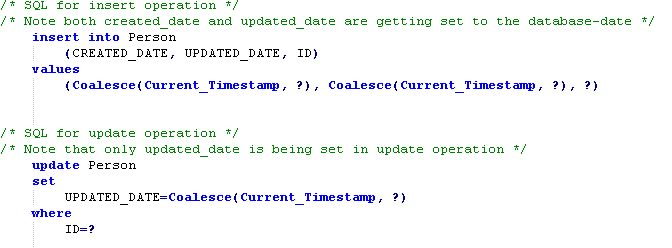 /* SQL for insert operation */
/* Note both created_date and updated_date are getting set to the database-date */
insert into Person
(CREATED_DATE, UPDATED_DATE, ID)
values
(Coalesce(Current_Timestamp, ?), Coalesce(Current_Timestamp, ?), ?)
/* SQL for update operation */
/* Note that only updated_date is being set in update operation */
update Person
set
UPDATED_DATE=Coalesce(Current_Timestamp, ?)
where
ID=?